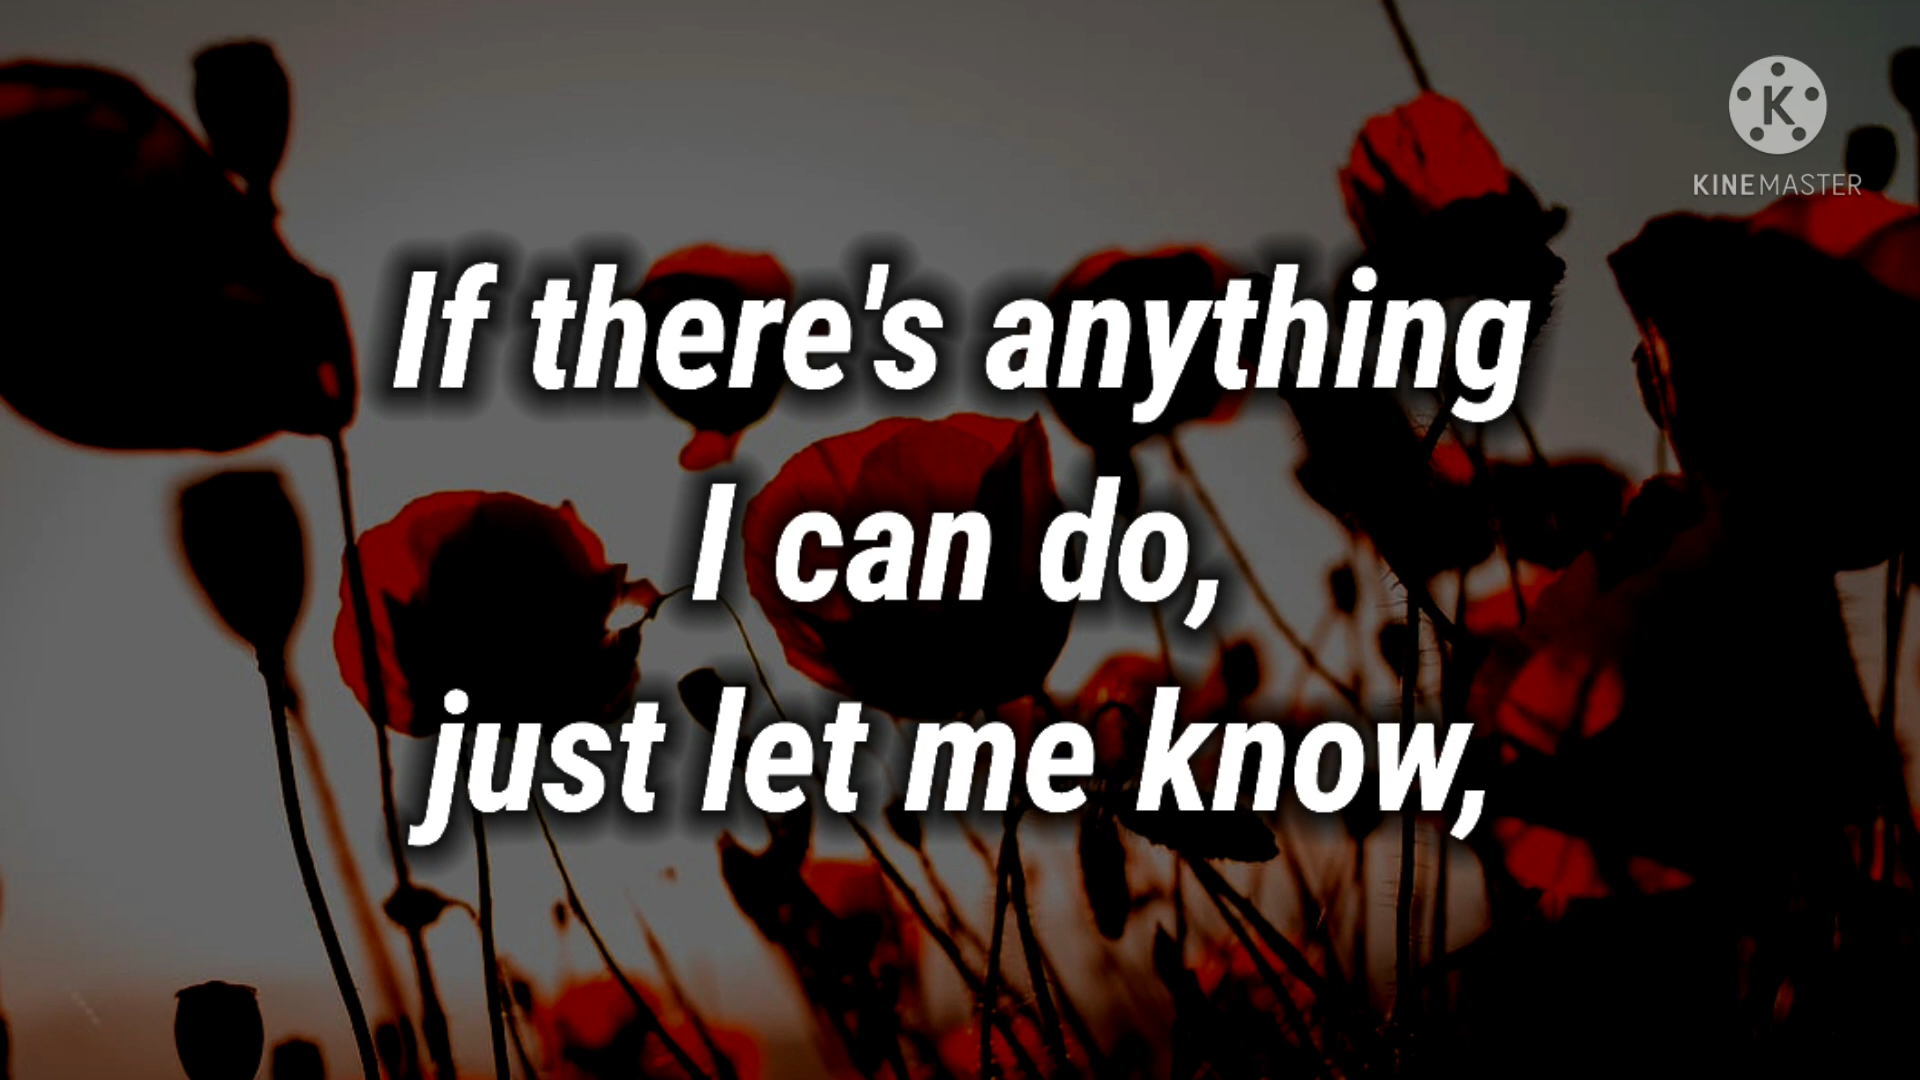 K
KINEMASTER
If there's anything
I can do,
just let me know,